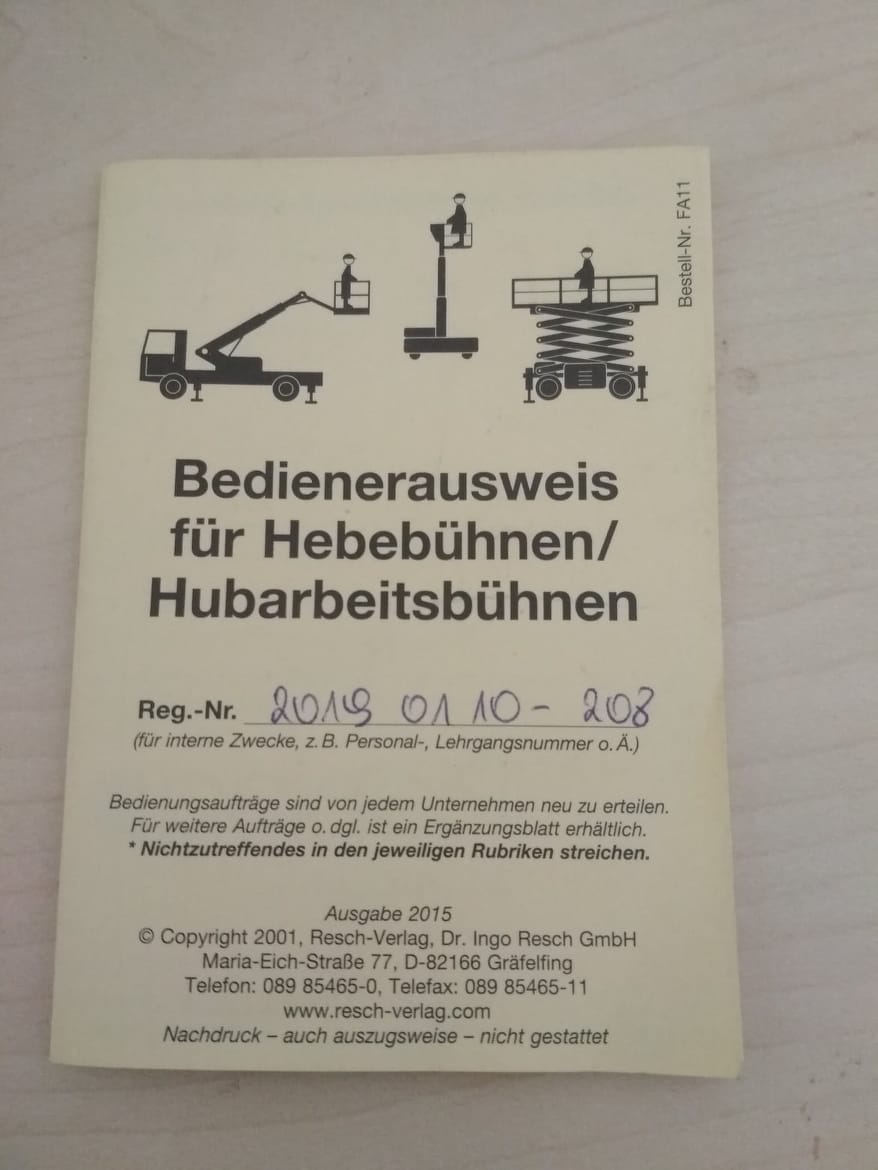 Bestell-Nr. FA11
Bedienerausweis
für Hebebühnen/
Hubarbeitsbühnen
Reg.-Nr. 2019 01 10 - 208
(für interne Zwecke, z. B. Personal-, Lehrgangsnummer o. Ä.)
Bedienungsaufträge sind von jedem Unternehmen neu zu erteilen.
Für weitere Aufträge o. dgl. ist ein Ergänzungsblatt erhältlich.
* Nichtzutreffendes in den jeweiligen Rubriken streichen.
Ausgabe 2015
© Copyright 2001, Resch-Verlag, Dr. Ingo Resch GmbH
Maria-Eich-Straße 77, D-82166 Gräfelfing
Telefon: 089 85465-0, Telefax: 089 85465-11
www.resch-verlag.com
Nachdruck – auch auszugsweise – nicht gestattet